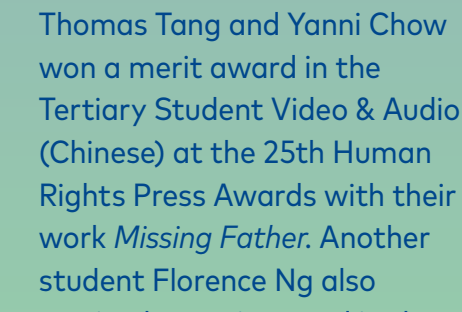 Thomas Tang and Yanni Chow
won a merit award in the
Tertiary Student Video & Audio
(Chinese) at the 25th Human
Rights Press Awards with their
work Missing Father. Another
student Florence Ng also